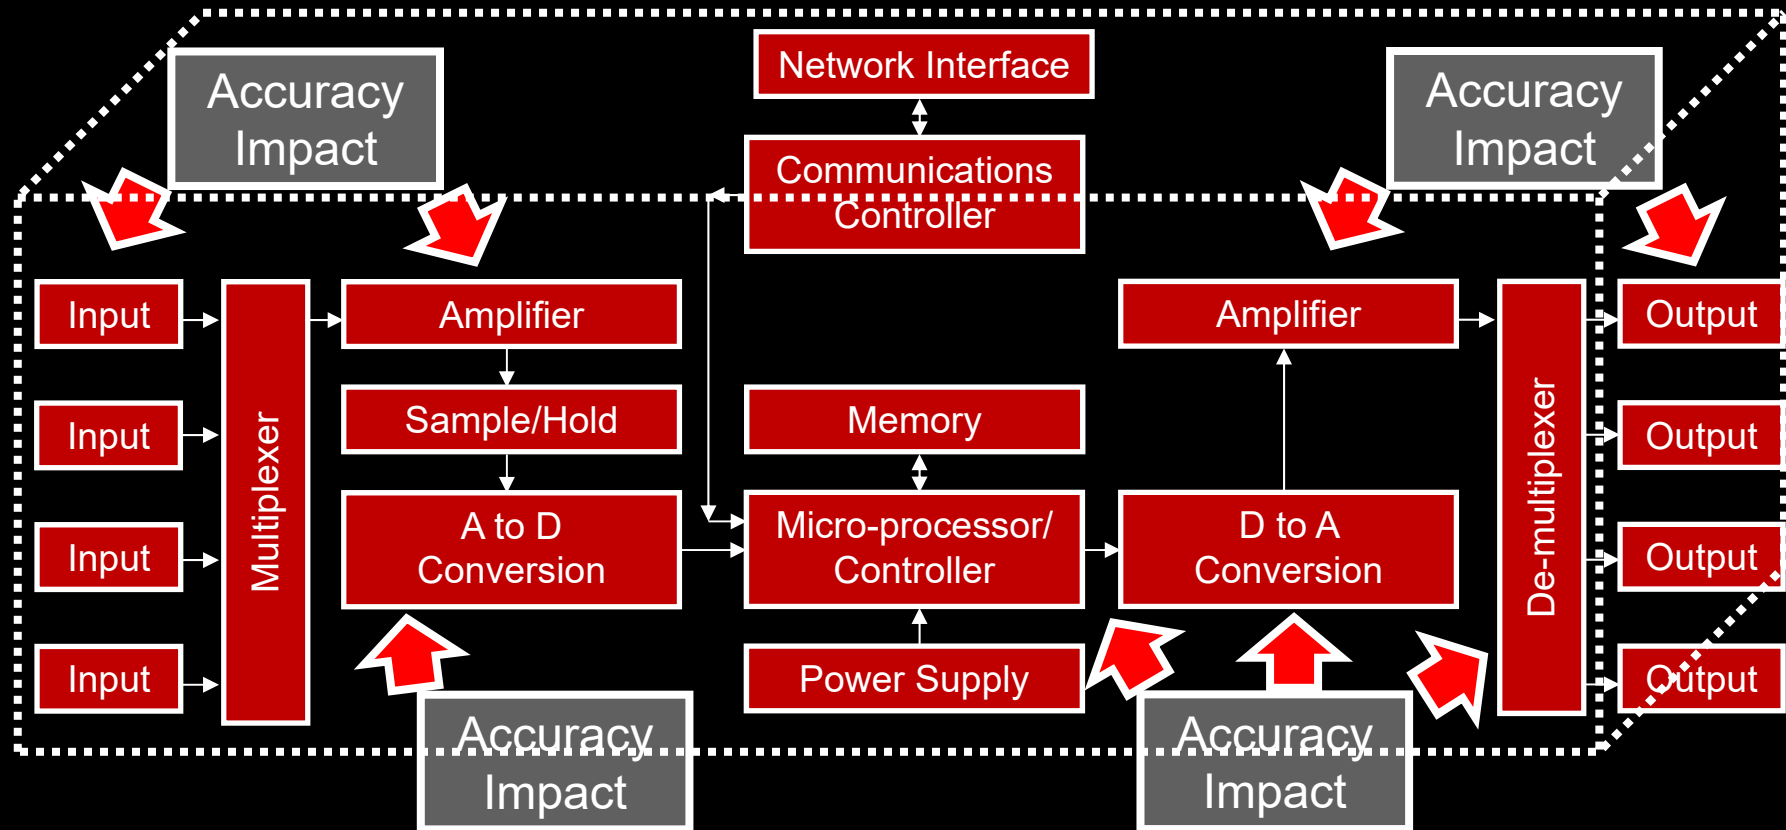 Accuracy
Impact
Network Interface
Accuracy
Impact
Communications
Controller
Input
Input
Input
Input
Multiplexer
Amplifier
Sample/Hold
A to D
Conversion
Memory
Micro-processor/
Controller
Power Supply
Amplifier
D to A
Conversion
De-multiplexer
Output
Output
Output
Output
Accuracy
Impact
Accuracy
Impact